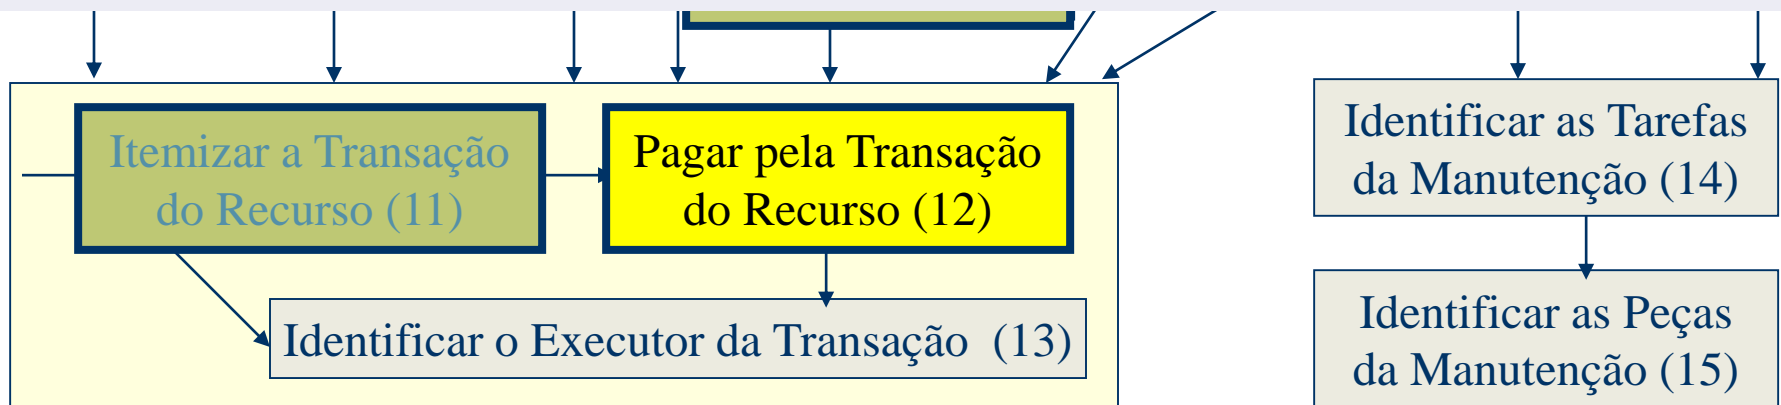 Itemizar a Transação
do Recurso (11)
Pagar pela Transação
do Recurso (12)
Identificar o Executor da Transação (13)
Identificar as Tarefas
da Manutenção (14)
Identificar as Peças
da Manutenção (15)